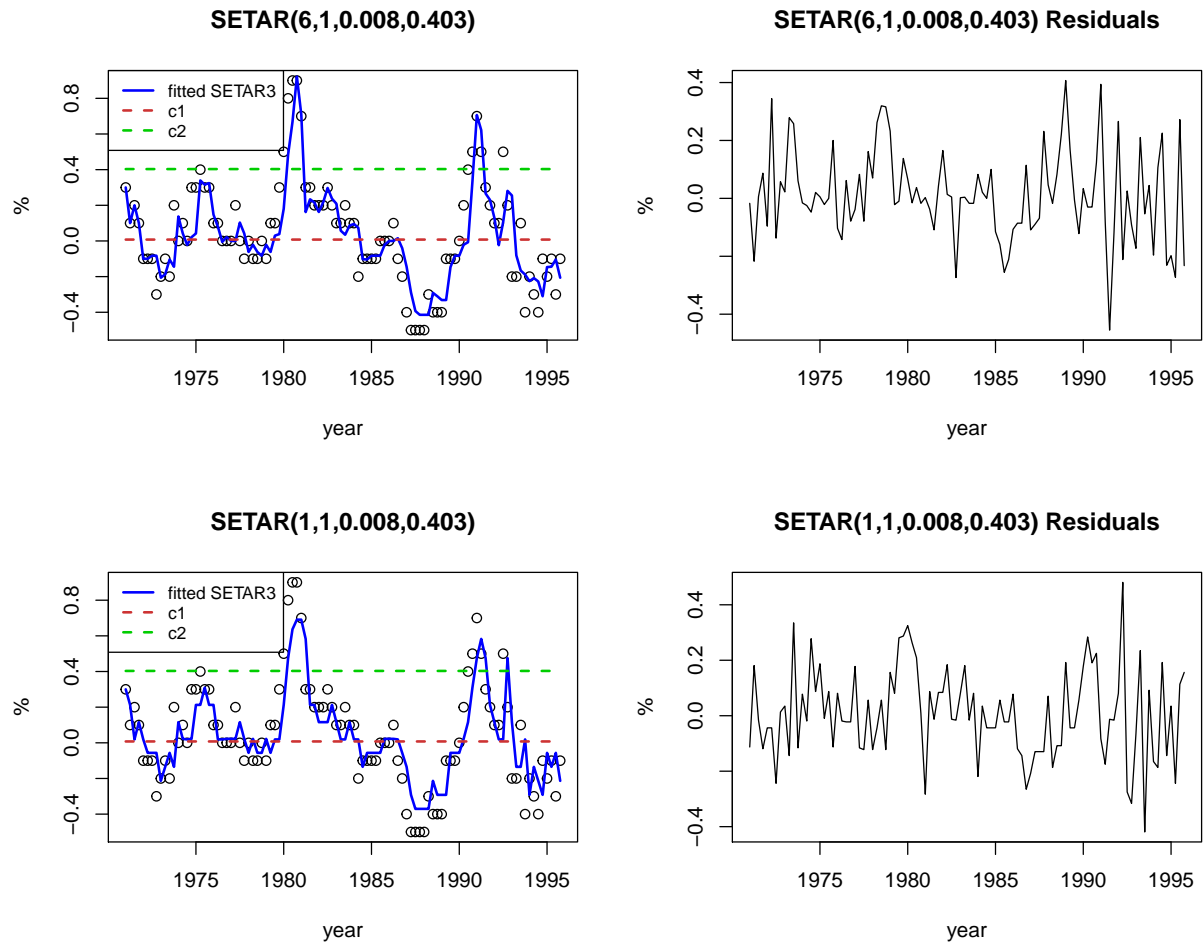 SETAR(6,1,0.008,0.403)
%
0.8
0.4
0.0
−0.4
fitted SETAR3
c1
c2
1975 1980 1985 1990 1995
year
SETAR(6,1,0.008,0.403) Residuals
%
0.4
0.2
0.0
−0.4
1975 1980 1985 1990 1995
year
SETAR(1,1,0.008,0.403)
%
0.8
0.4
0.0
−0.4
fitted SETAR3
c1
c2
1975 1980 1985 1990 1995
year
SETAR(1,1,0.008,0.403) Residuals
%
0.4
0.2
0.0
−0.4
1975 1980 1985 1990 1995
year